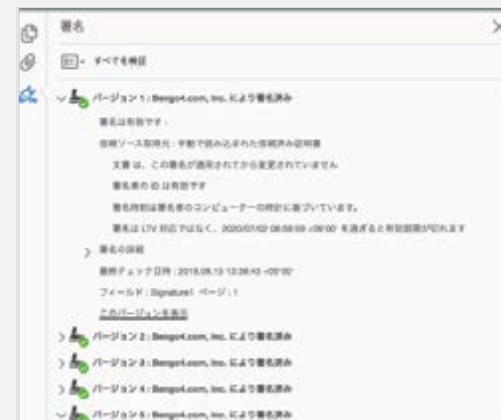 署名
すべてを検証
バージョン 1 : Bengo4.com, Inc. により署名済み
署名は有効です :
信頼ソース取得元 : 手動で読み込まれた信頼済み証明書
文書 は、この署名が適用されてから変更されていません
署名者の ID は有効です
署名時刻は署名者のコンピューターの時計に基づいています。
署名は LTV 対応ではなく、2020/07/02 08:59:59 +09'00' を過ぎると有効期限が切れます
署名の詳細
最終チェック日時 : 2018.09.13 13:36:43 +09'00'
フィールド : Signature1 ページ : 1
このバージョンを表示
バージョン 2 : Bengo4.com, Inc. により署名済み
バージョン 3 : Bengo4.com, Inc. により署名済み
バージョン 4 : Bengo4.com, Inc. により署名済み
バージョン 5 : Bengo4.com, Inc. により署名済み